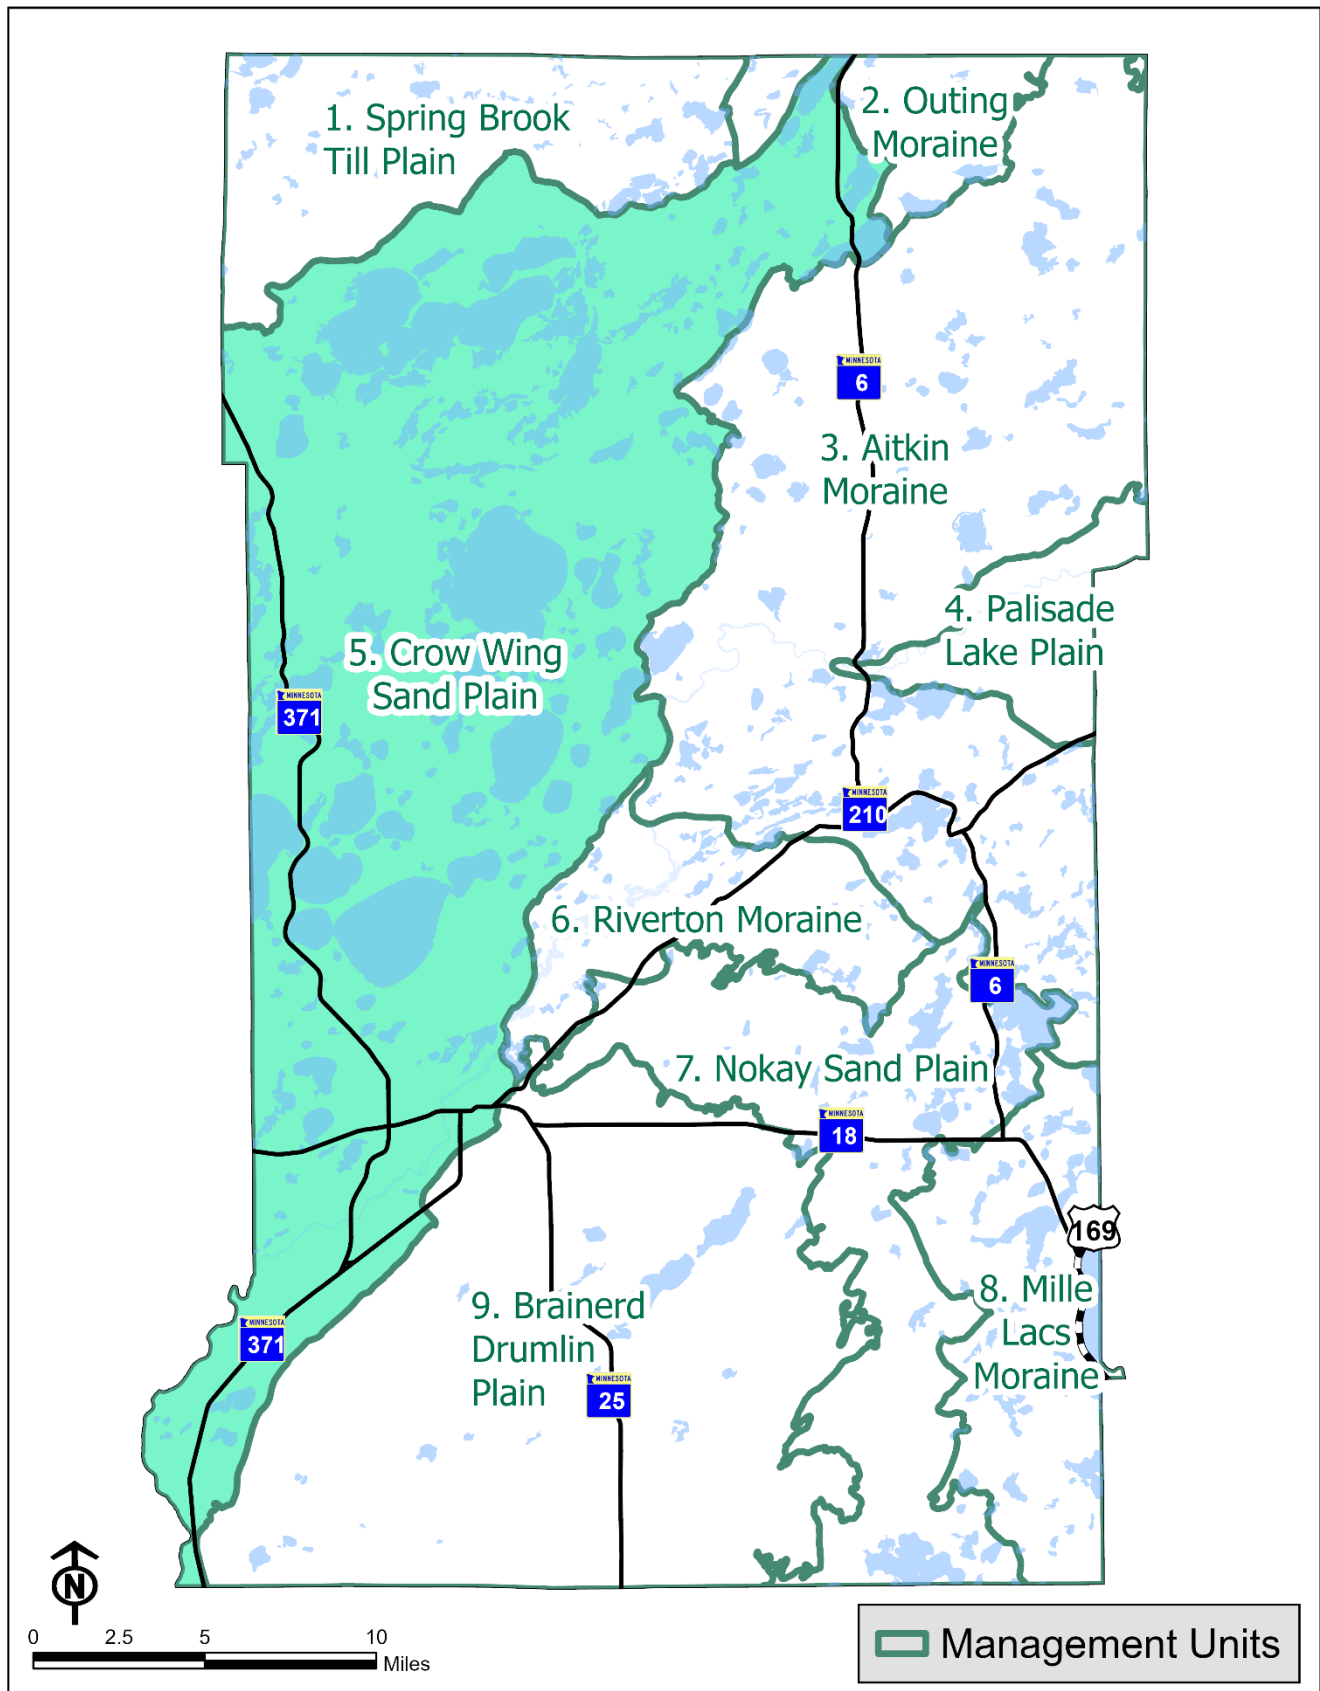 1. Spring Brook
Till Plain
2. Outing
Moraine
MINNESOTA
6
3. Aitkin
Moraine
4. Palisade
Lake Plain
5. Crow Wing
Sand Plain
MINNESOTA
371
MINNESOTA
210
6. Riverton Moraine
MINNESOTA
6
7. Nokay Sand Plain
MINNESOTA
18
169
8. Mille
Lacs
Moraine
9. Brainerd
Drumlin
Plain
MINNESOTA
371
MINNESOTA
25
N
0 2.5 5 10
Miles
Management Units